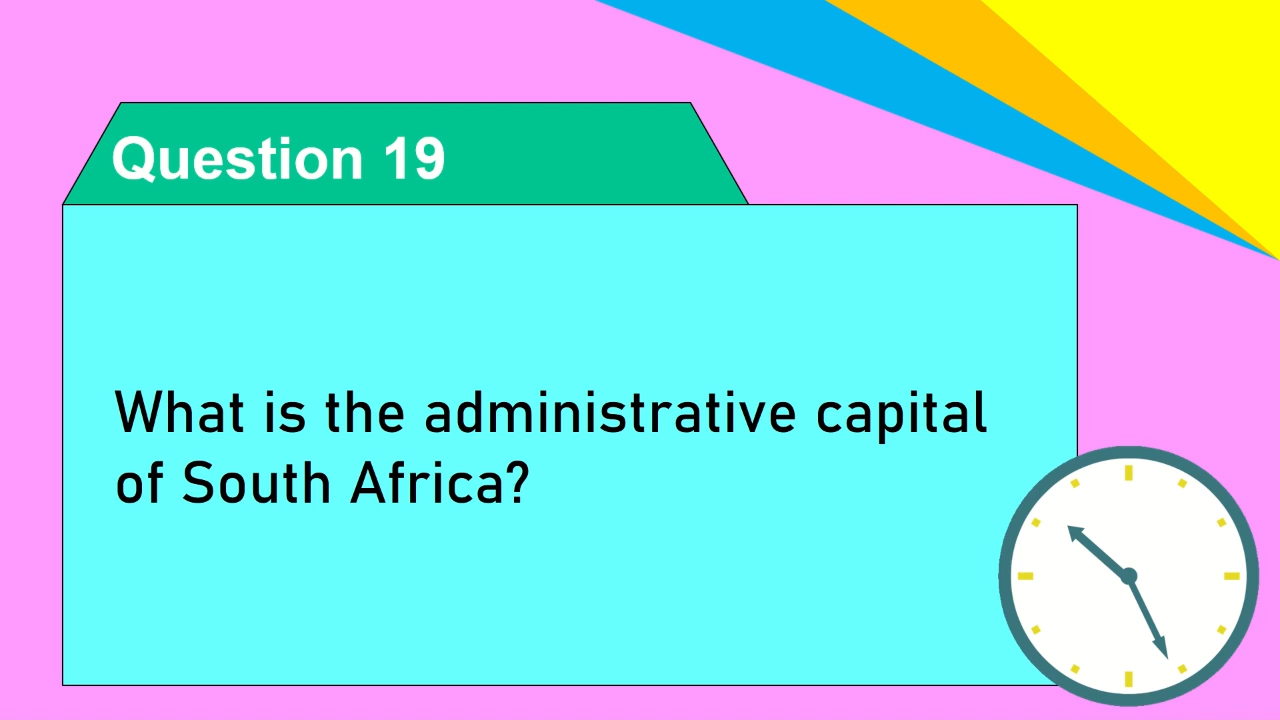 Question 19
What is the administrative capital
of South Africa?